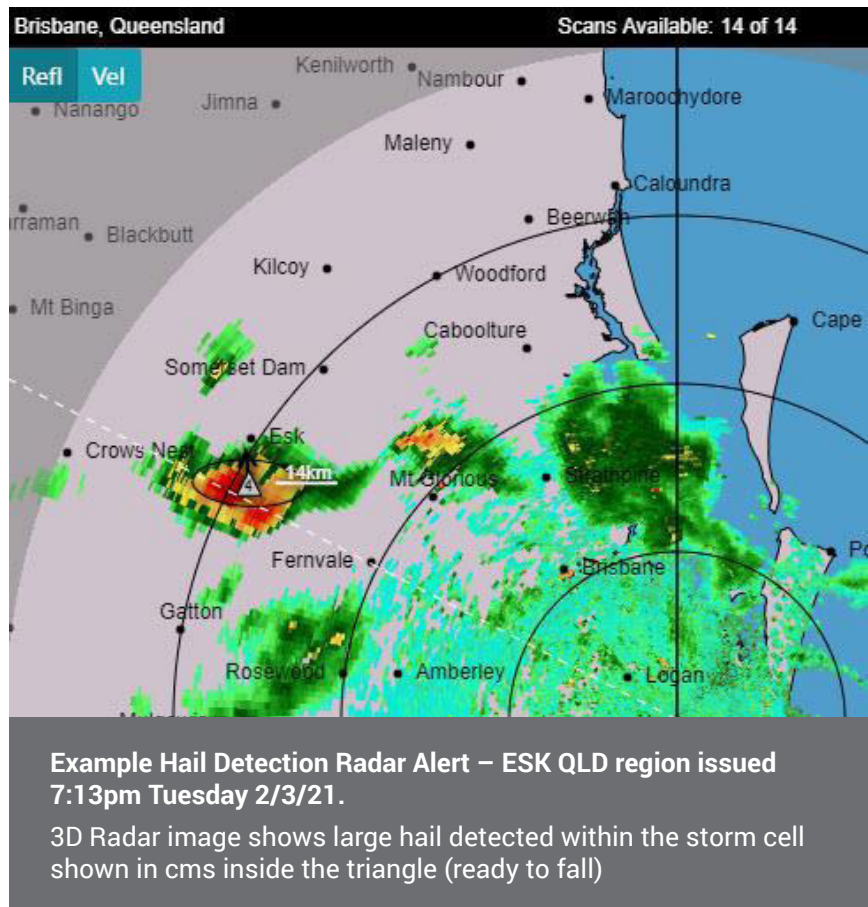 Brisbane, Queensland Scans Available: 14 of 14
Refl Vel
Kenilworth
Nambour
Nanango
Jimna
Maroochydore
Maleny
Caloundra
rraman
Blackbutt
Beerwah
Kilcoy
Woodford
Mt Binga
Caboolture
Cape
Somerset Dam
Esk
Crows Nest
14km
4
Mt Glorious
Strathpine
Fernvale
Brisbane
Po
Gatton
Rosewood
Amberley
Logan
Example Hail Detection Radar Alert – ESK QLD region issued
7:13pm Tuesday 2/3/21.
3D Radar image shows large hail detected within the storm cell
shown in cms inside the triangle (ready to fall)